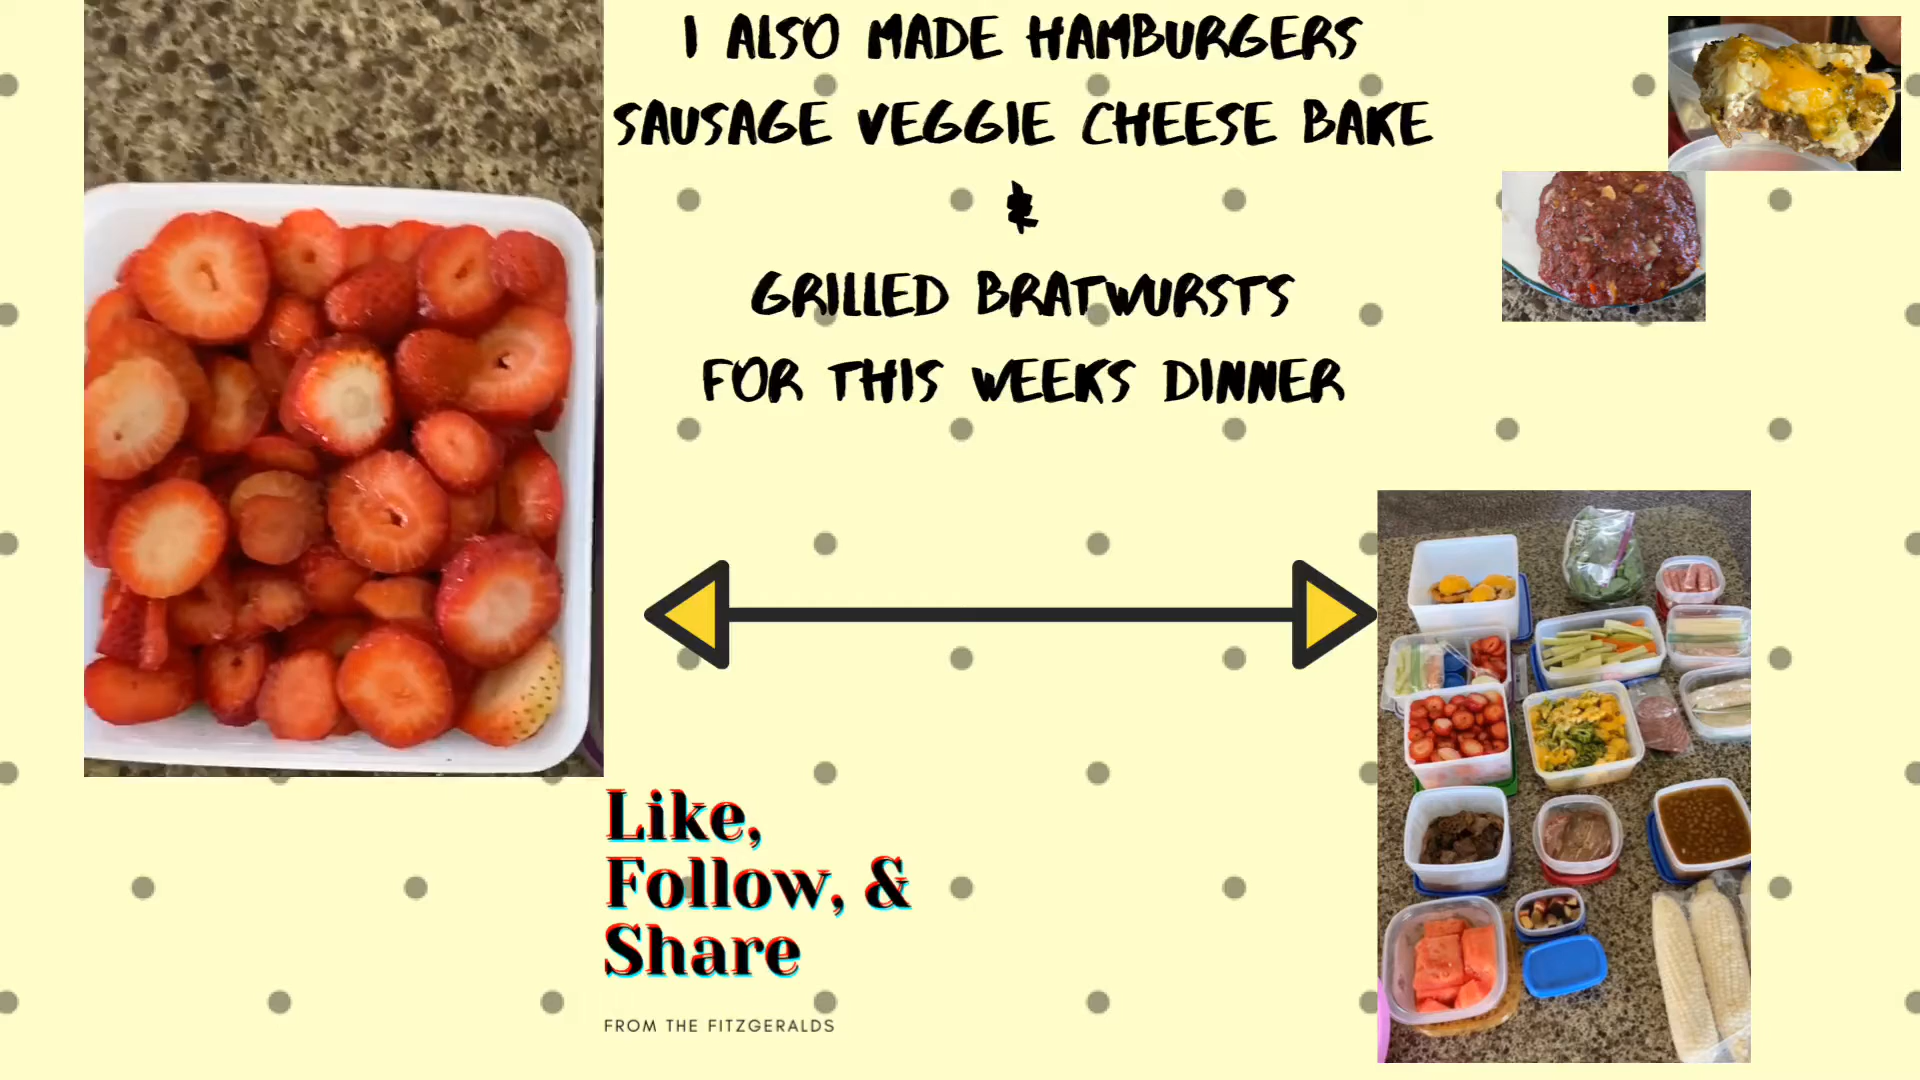 I ALSO MADE HAMBURGERS
SAUSAGE VEGGIE CHEESE BAKE
&
GRILLED BRATWURSTS
FOR THIS WEEKS DINNER
Like,
Follow, &
Share
FROM THE FITZGERALDS